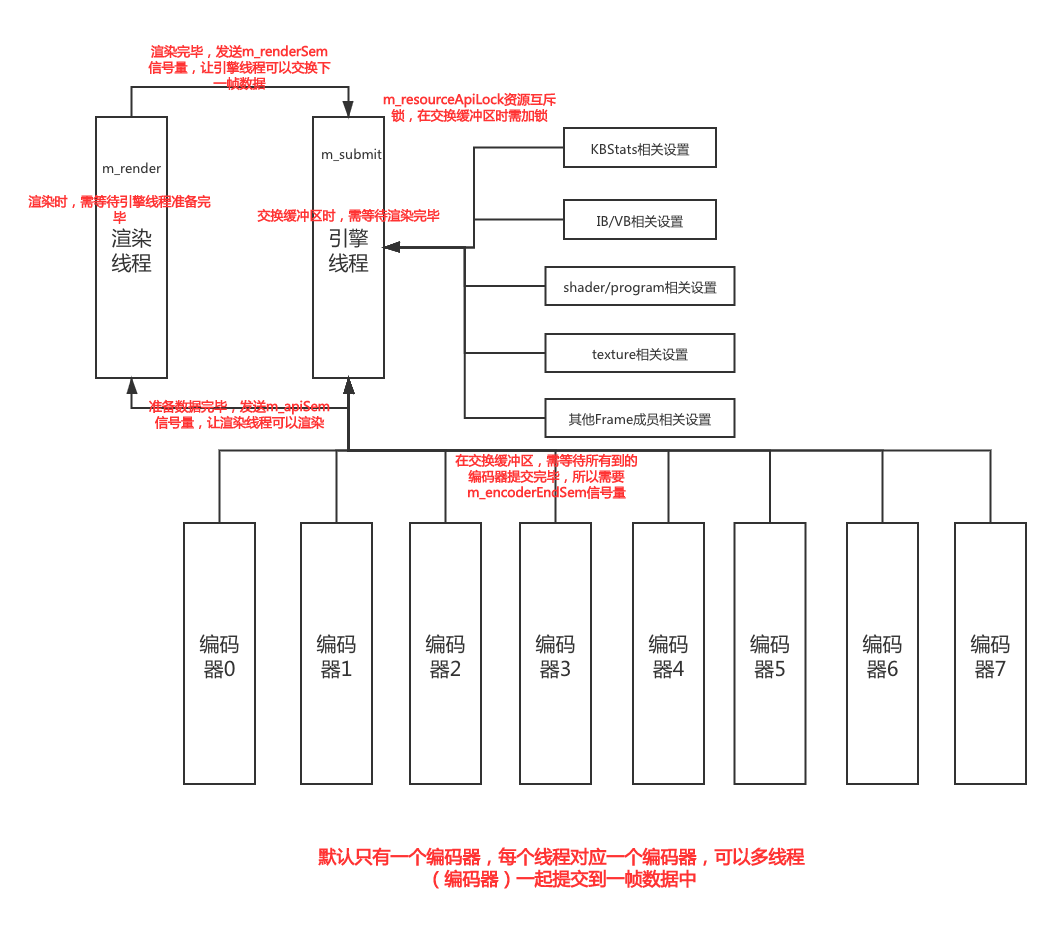 渲染完毕，发送m_renderSem
信号量，让引擎线程可以交换下
一帧数据
m_resourceApiLock资源互斥
锁，在交换缓冲区时需加锁
m_render
渲染时，需等待引擎线程准备完
毕
渲染
线程
m_submit
交换缓冲区时，需等待渲染完毕
引擎
线程
KBStats相关设置
IB/VB相关设置
shader/program相关设置
texture相关设置
其他Frame成员相关设置
准备数据完毕，发送m_apiSem
信号量，让渲染线程可以渲染
在交换缓冲区，需等待所有到的
编码器提交完毕，所以需要
m_encoderEndSem信号量
编码
器0
编码
器1
编码
器2
编码
器3
编码
器4
编码
器5
编码
器6
编码
器7
默认只有一个编码器，每个线程对应一个编码器，可以多线程
（编码器）一起提交到一帧数据中